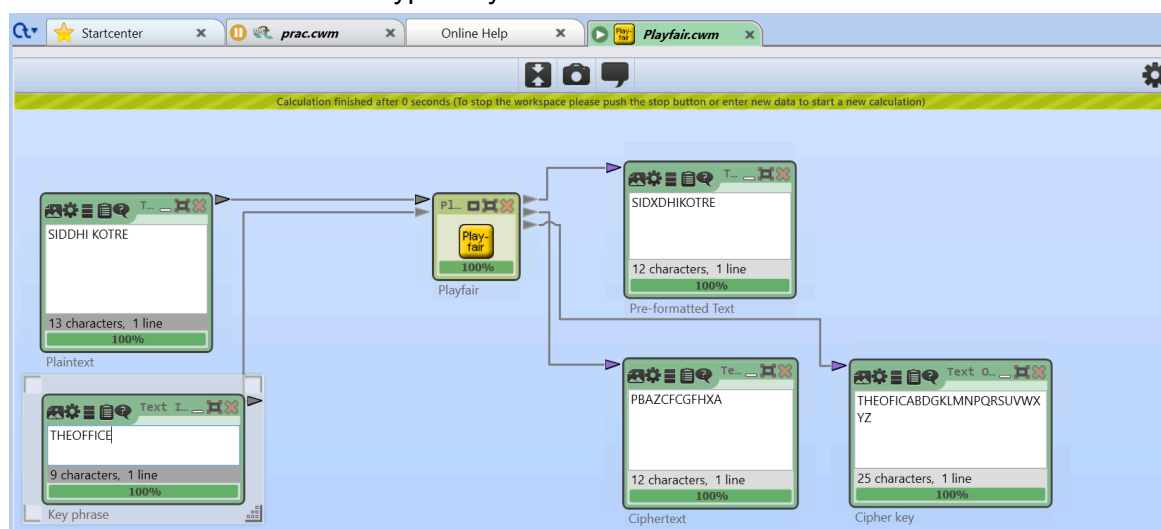 Startcenter x prac.cwm x Online Help x Play-fair Playfair.cwm x
Calculation finished after 0 seconds (To stop the workspace please push the stop button or enter new data to start a new calculation)
T...
SIDDHI KOTRE
13 characters, 1 line
100%
Plaintext
Text I...
THEOFFICE
9 characters, 1 line
100%
Key phrase
Pl...
Play-
fair
100%
Playfair
T...
SIDXDHIKOTRE
12 characters, 1 line
100%
Pre-formatted Text
Te...
PBAZCFCGFHXA
12 characters, 1 line
100%
Ciphertext
Text O...
THEOFICABDGKLMNPQRSUVWX
YZ
25 characters, 1 line
100%
Cipher key